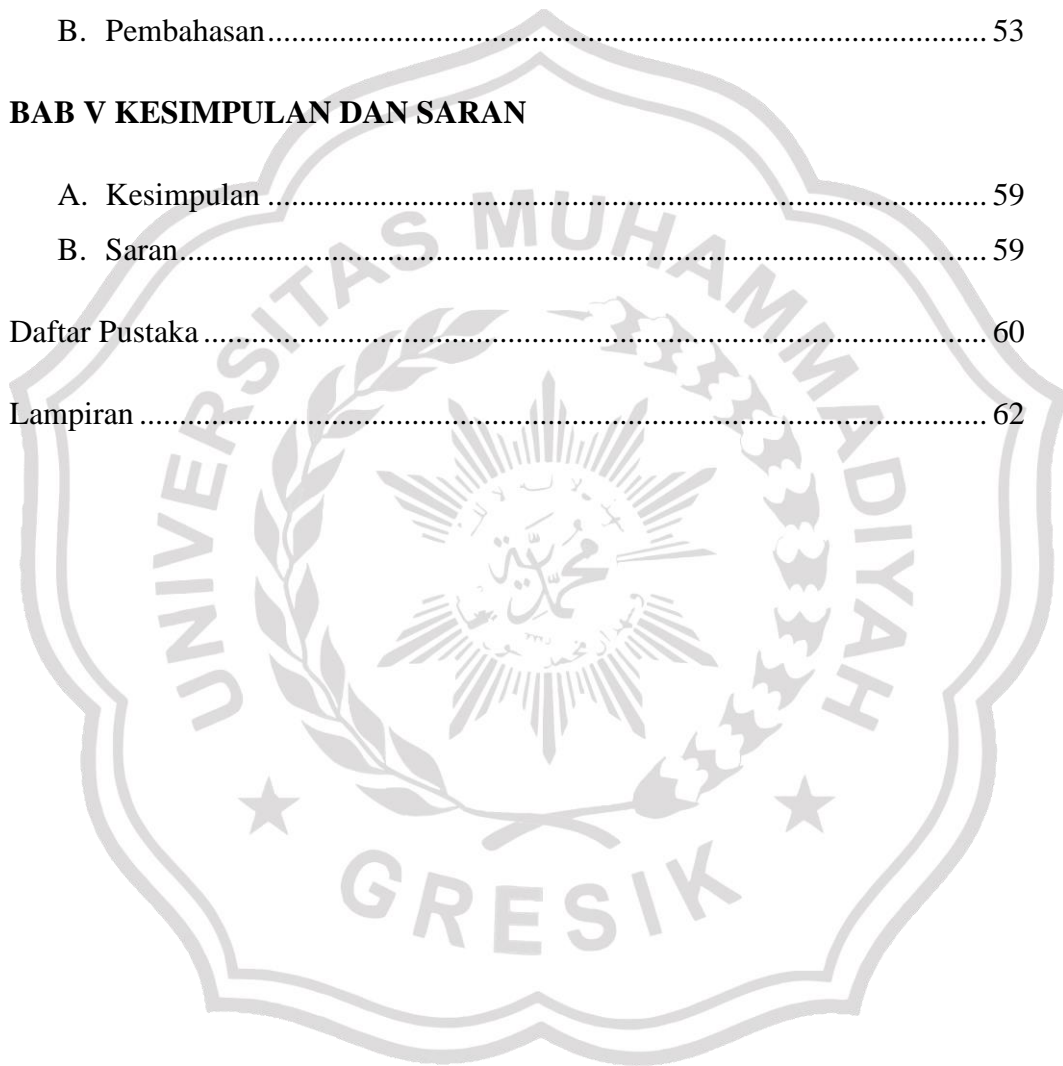 B. Pembahasan.......................................................................................... 53
BAB V KESIMPULAN DAN SARAN
A. Kesimpulan .......................................................................................... 59
B. Saran..................................................................................................... 59
Daftar Pustaka .................................................................................................. 60
Lampiran .......................................................................................................... 62
UNIVERSITAS MUHAMMADIYAH
GRESIK